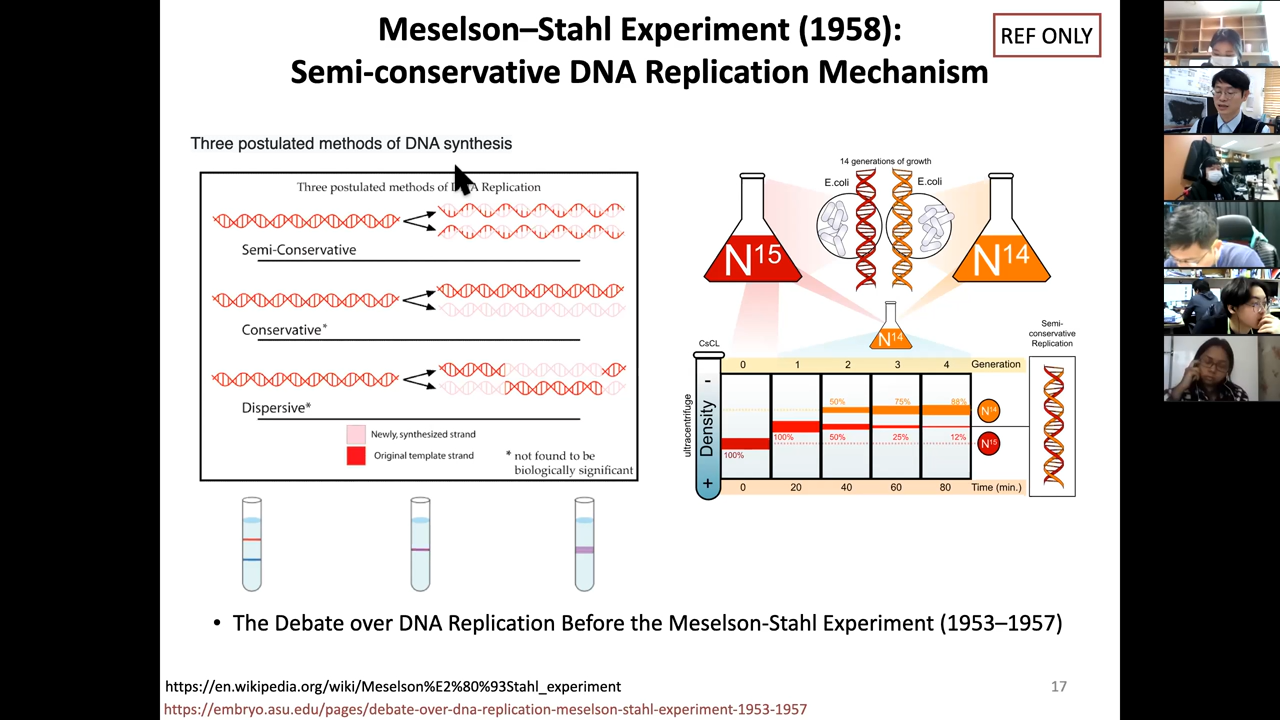 Meselson–Stahl Experiment (1958):
Semi-conservative DNA Replication Mechanism
REF ONLY
Three postulated methods of DNA synthesis
Three postulated methods of Replication
Semi-Conservative
Conservative*
Dispersive*
Newly, synthesized strand
Original template strand
* not found to be
biologically significant
14 generations of growth
E.coli
E.coli
N15
N14
N14
Semi-
conservative
Replication
CsCL
0 1 2 3 4 Generation
ultracentrifuge
- Density +
50% 75% 88%
N14
100% 50% 25% 12%
N15
100%
0 20 40 60 80 Time (min.)
• The Debate over DNA Replication Before the Meselson-Stahl Experiment (1953–1957)
https://en.wikipedia.org/wiki/Meselson%E2%80%93Stahl_experiment
17
https://embryo.asu.edu/pages/debate-over-dna-replication-meselson-stahl-experiment-1953-1957